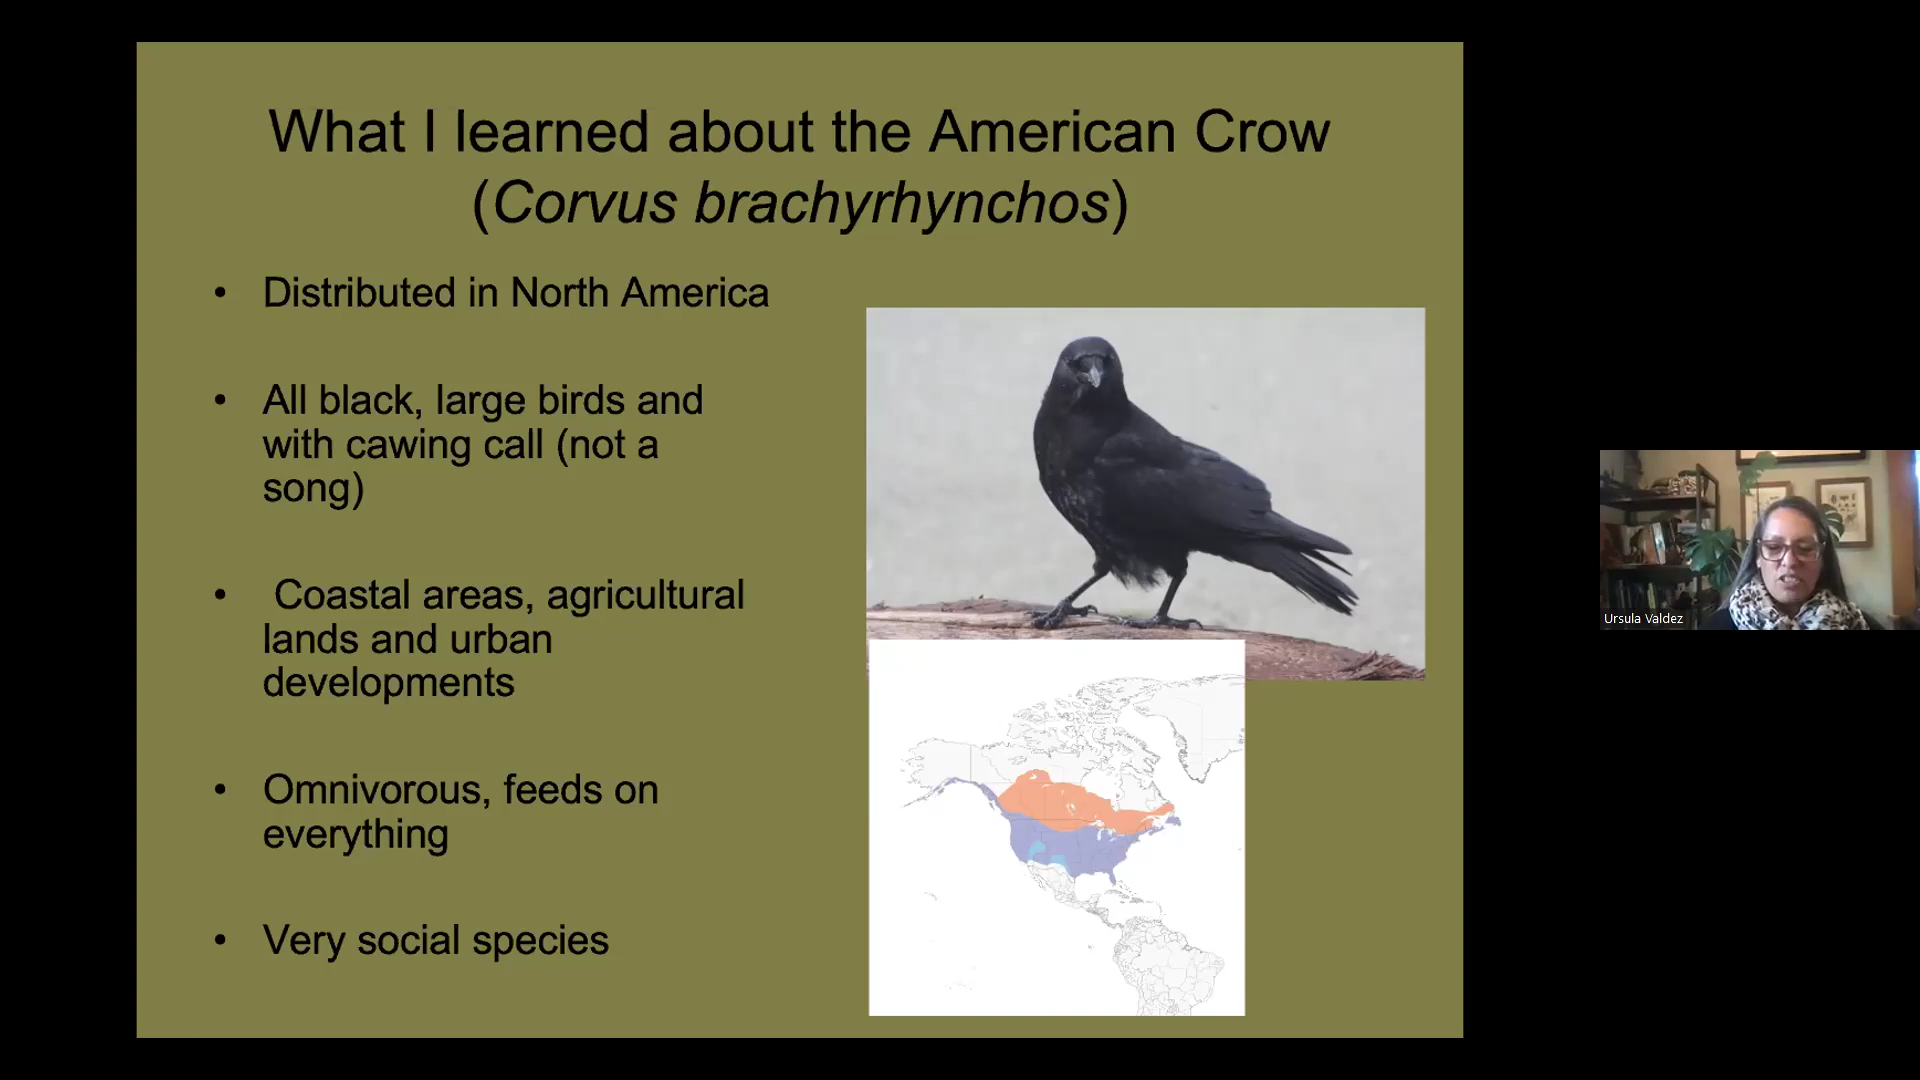 What I learned about the American Crow
(Corvus brachyrhynchos)
• Distributed in North America
• All black, large birds and
with cawing call (not a
song)
• Coastal areas, agricultural
lands and urban
developments
• Omnivorous, feeds on
everything
• Very social species
Ursula Valdez